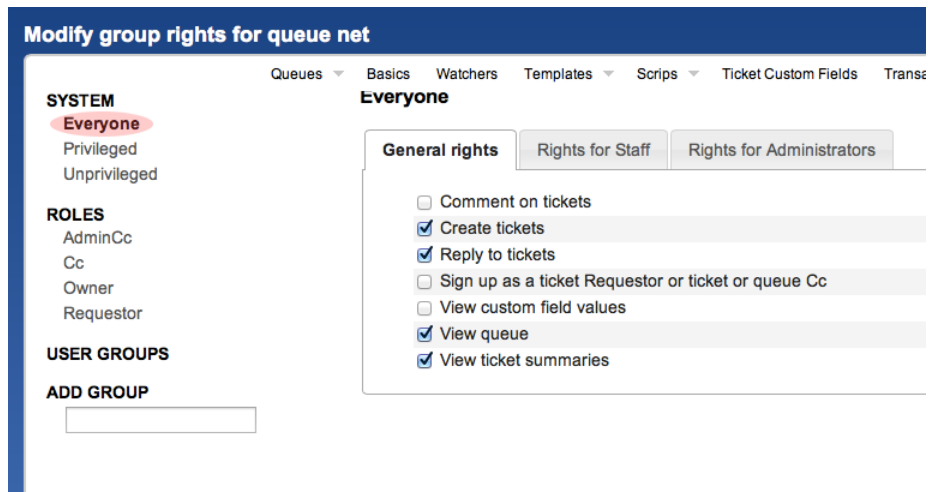 Modify group rights for queue net
Queues Basics Watchers Templates Scrips Ticket Custom Fields
SYSTEM
Everyone
Privileged
Unprivileged
ROLES
AdminCc
Cc
Owner
Requestor
USER GROUPS
ADD GROUP
Everyone
General rights Rights for Staff Rights for Administrators
Comment on tickets
Create tickets
Reply to tickets
Sign up as a ticket Requestor or ticket or queue Cc
View custom field values
View queue
View ticket summaries